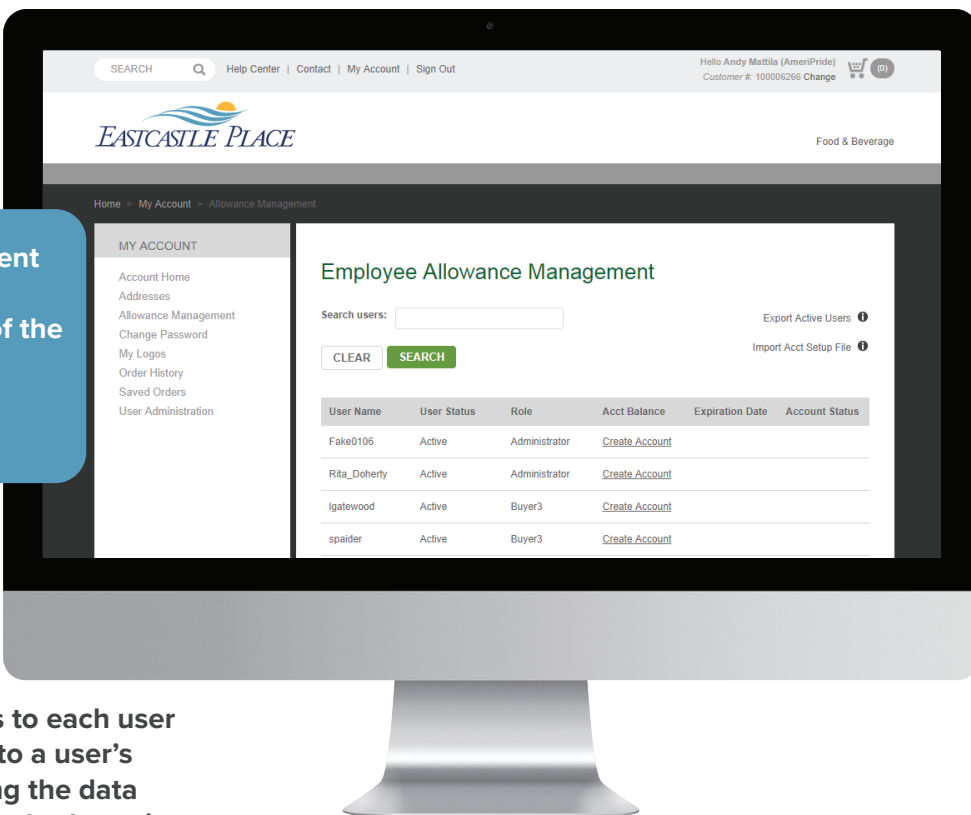 SEARCH Help Center | Contact | My Account | Sign Out
Hello Andy Mattila (AmeriPride)
Customer #: 100006266 Change
(0)
EASTCASTLE PLACE
Food & Beverage
Home > My Account > Allowance Management
ent
of the
MY ACCOUNT
Account Home
Addresses
Allowance Management
Change Password
My Logos
Order History
Saved Orders
User Administration
Employee Allowance Management
Search users:
Export Active Users
Import Acct Setup File
CLEAR SEARCH
User Name User Status Role Acct Balance Expiration Date Account Status
Fake0106 Active Administrator Create Account
Rita_Doherty Active Administrator Create Account
lgatewood Active Buyer3 Create Account
spaider Active Buyer3 Create Account
s to each user
to a user's
ng the data